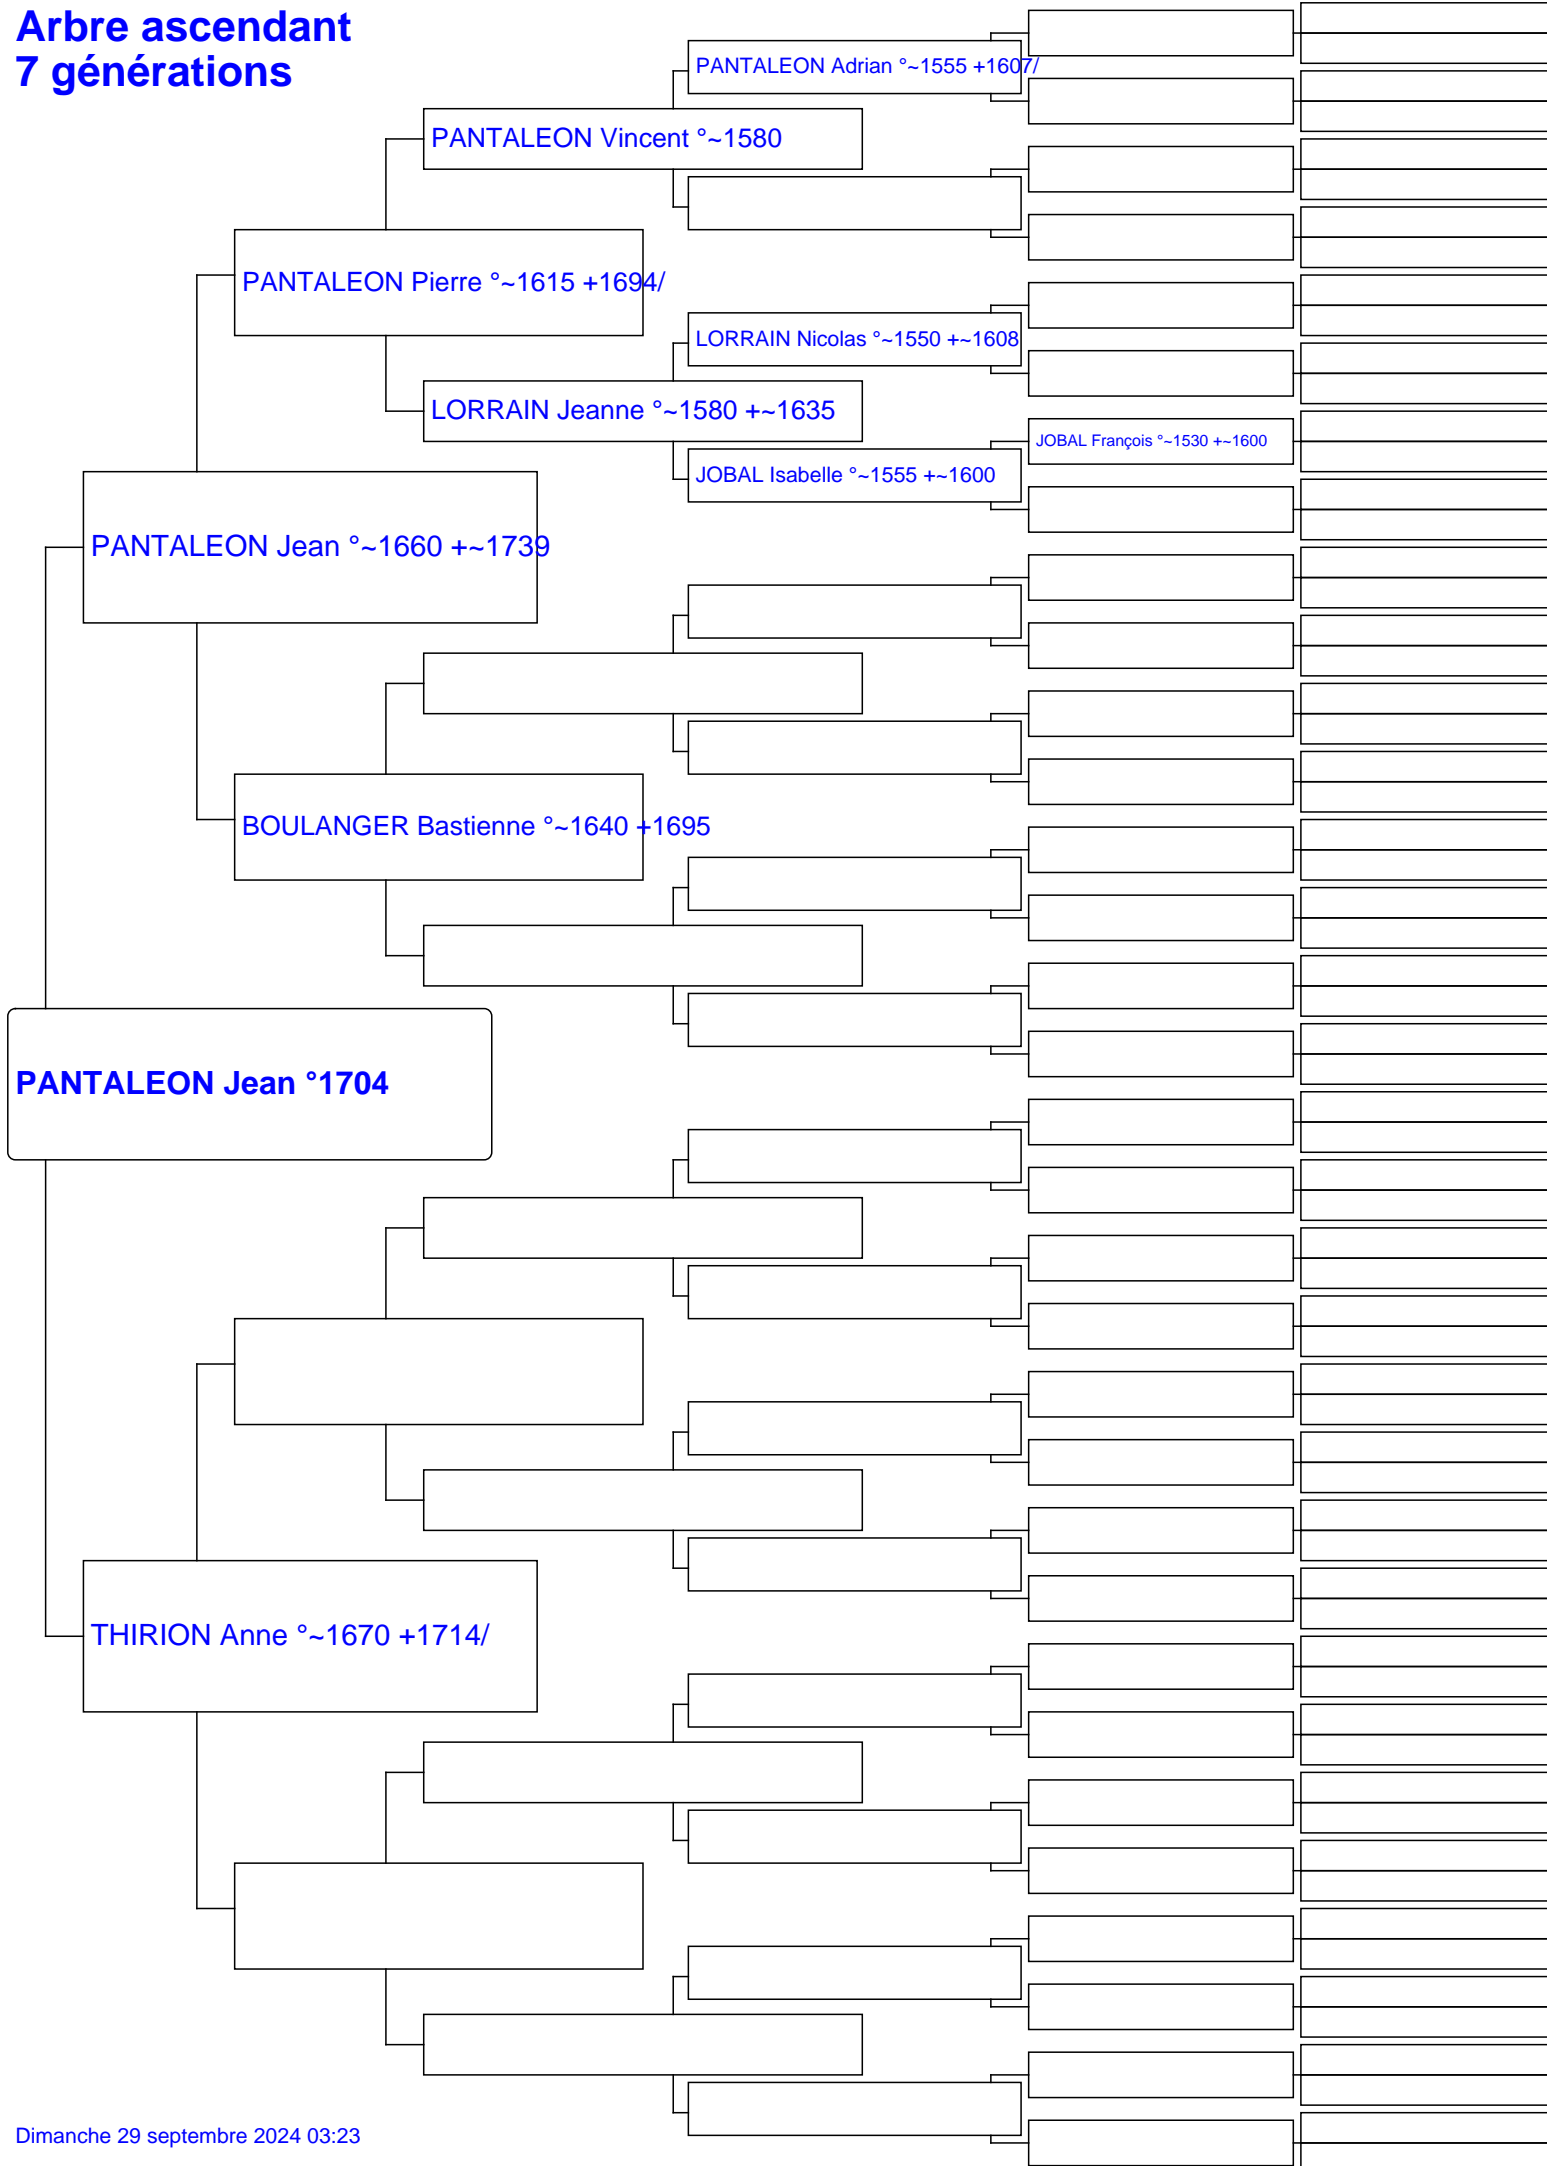 Arbre ascendant
7 générations
PANTALEON Adrian °~1555 +1607/
PANTALEON Vincent °~1580
PANTALEON Pierre °~1615 +1694/
LORRAIN Nicolas °~1550 +~1608
LORRAIN Jeanne °~1580 +~1635
JOBAL François °~1530 +~1600
JOBAL Isabelle °~1555 +~1600
PANTALEON Jean °~1660 +~1739
BOULANGER Bastienne °~1640 +1695
PANTALEON Jean °1704
THIRION Anne °~1670 +1714/
Dimanche 29 septembre 2024 03:23